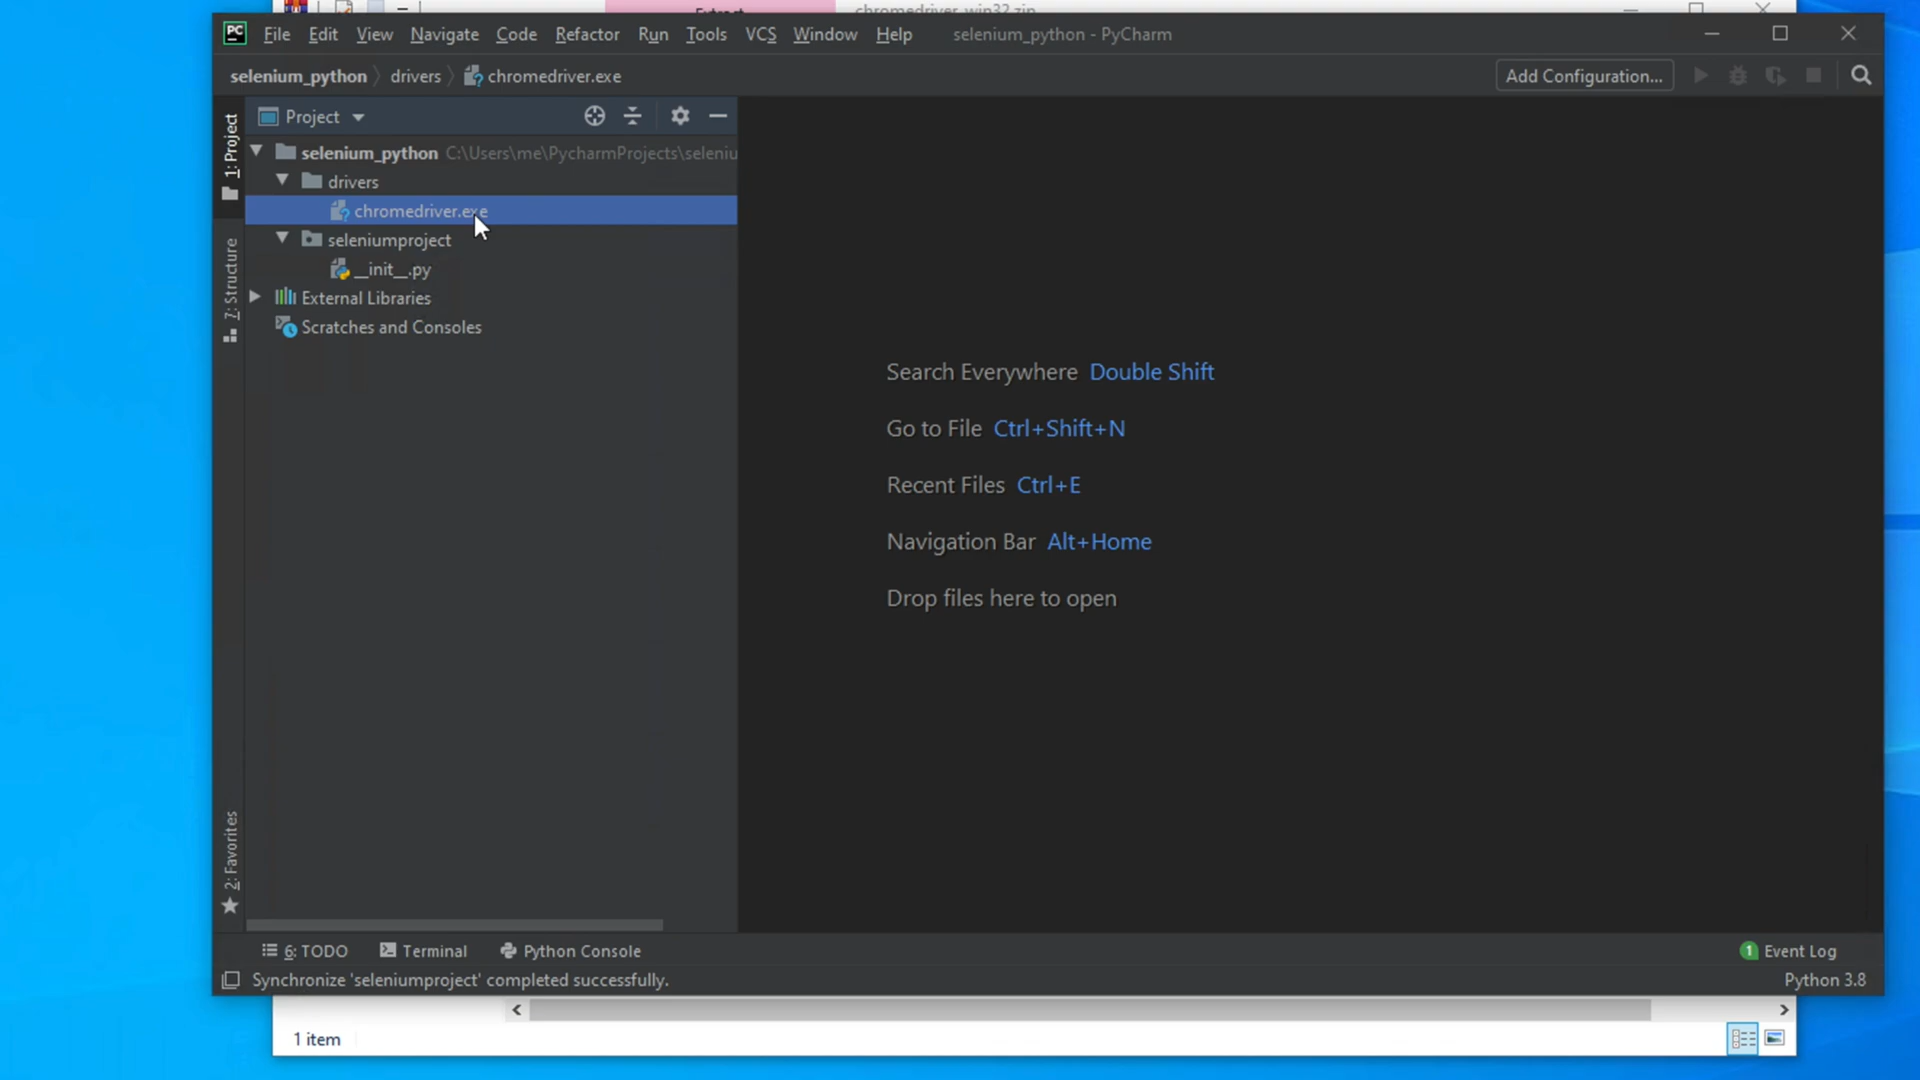 Extract chromedriver_win32.zip
PC File Edit View Navigate Code Refactor Run Tools VCS Window Help selenium_python - PyCharm
selenium_python drivers chromedriver.exe Add Configuration...
1: Project
Project
selenium_python C:\Users\me\PycharmProjects\seleniu
drivers
chromedriver.exe
seleniumproject
__init__.py
External Libraries
Scratches and Consoles
7: Structure
2: Favorites
Search Everywhere Double Shift
Go to File Ctrl+Shift+N
Recent Files Ctrl+E
Navigation Bar Alt+Home
Drop files here to open
6: TODO Terminal Python Console 1 Event Log
Synchronize 'seleniumproject' completed successfully. Python 3.8
1 item